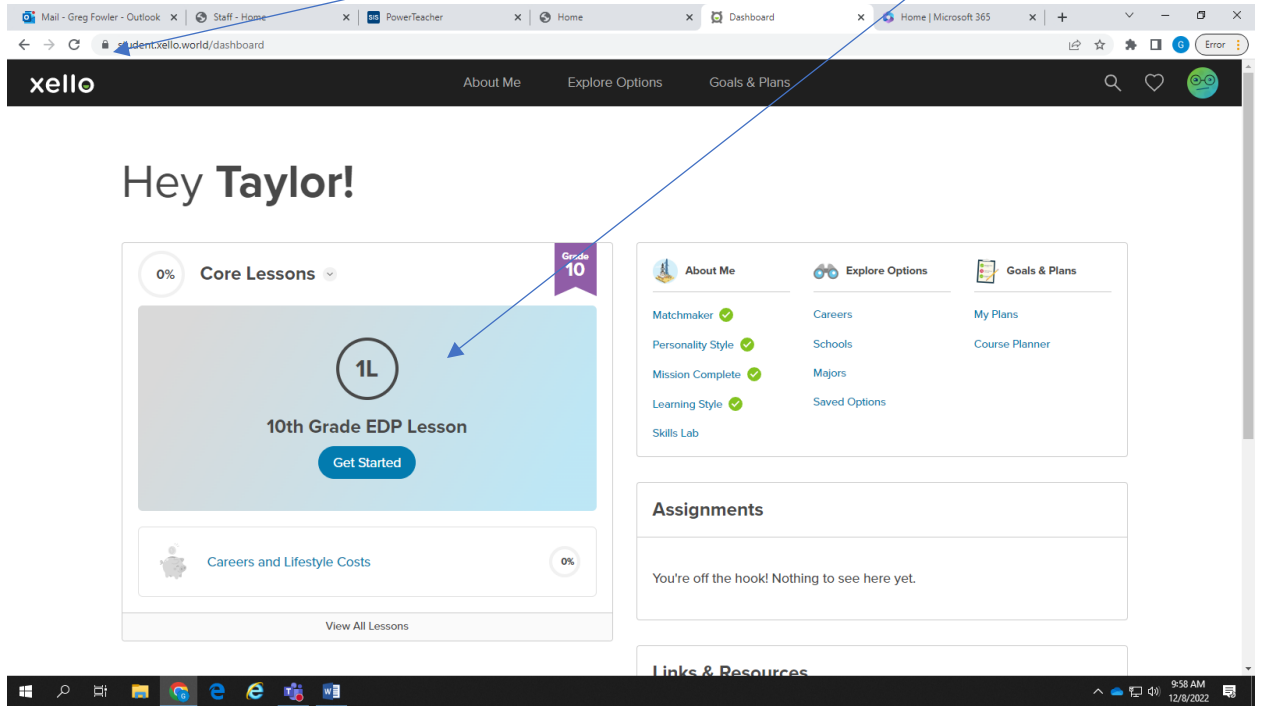 Mail - Greg Fowler - Outlook
Staff - Home
SIS PowerTeacher
Home
Dashboard
Home | Microsoft 365
student.xello.world/dashboard
G
Error
xello
About Me
Explore Options
Goals & Plans
Hey Taylor!
0%
Core Lessons
Grade
10
1L
10th Grade EDP Lesson
Get Started
Careers and Lifestyle Costs
0%
View All Lessons
About Me
Matchmaker
Personality Style
Mission Complete
Learning Style
Skills Lab
Explore Options
Careers
Schools
Majors
Saved Options
Goals & Plans
My Plans
Course Planner
Assignments
You're off the hook! Nothing to see here yet.
Links & Resources
9:58 AM
12/8/2022